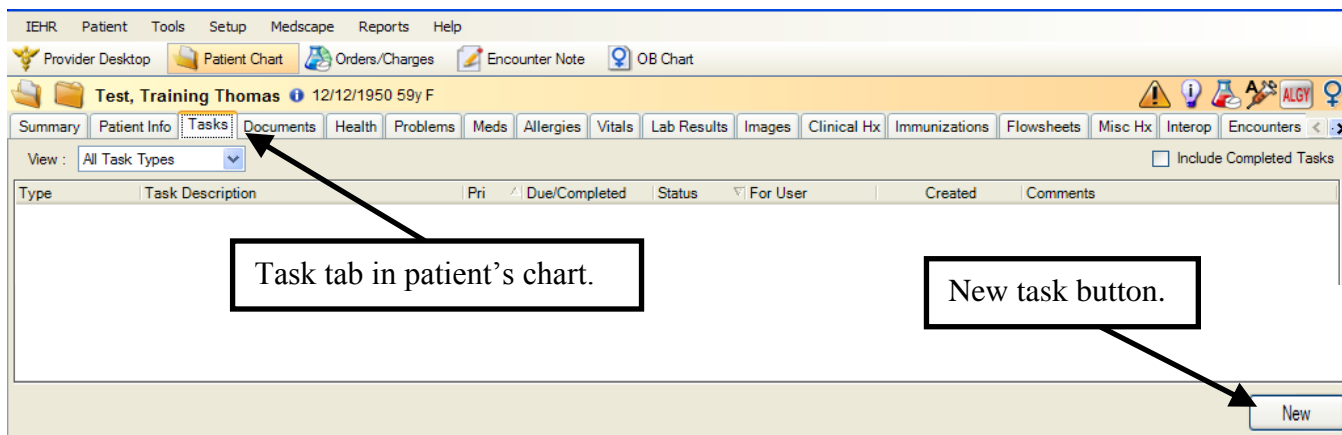 IEHR Patient Tools Setup Medscape Reports Help
Provider Desktop Patient Chart Orders/Charges Encounter Note OB Chart
Test, Training Thomas 12/12/1950 59y F ALGY
Summary Patient Info Tasks Documents Health Problems Meds Allergies Vitals Lab Results Images Clinical Hx Immunizations Flowsheets Misc Hx Interop Encounters
View : All Task Types Include Completed Tasks
Type Task Description Pri Due/Completed Status For User Created Comments
Task tab in patient’s chart.
New task button.
New